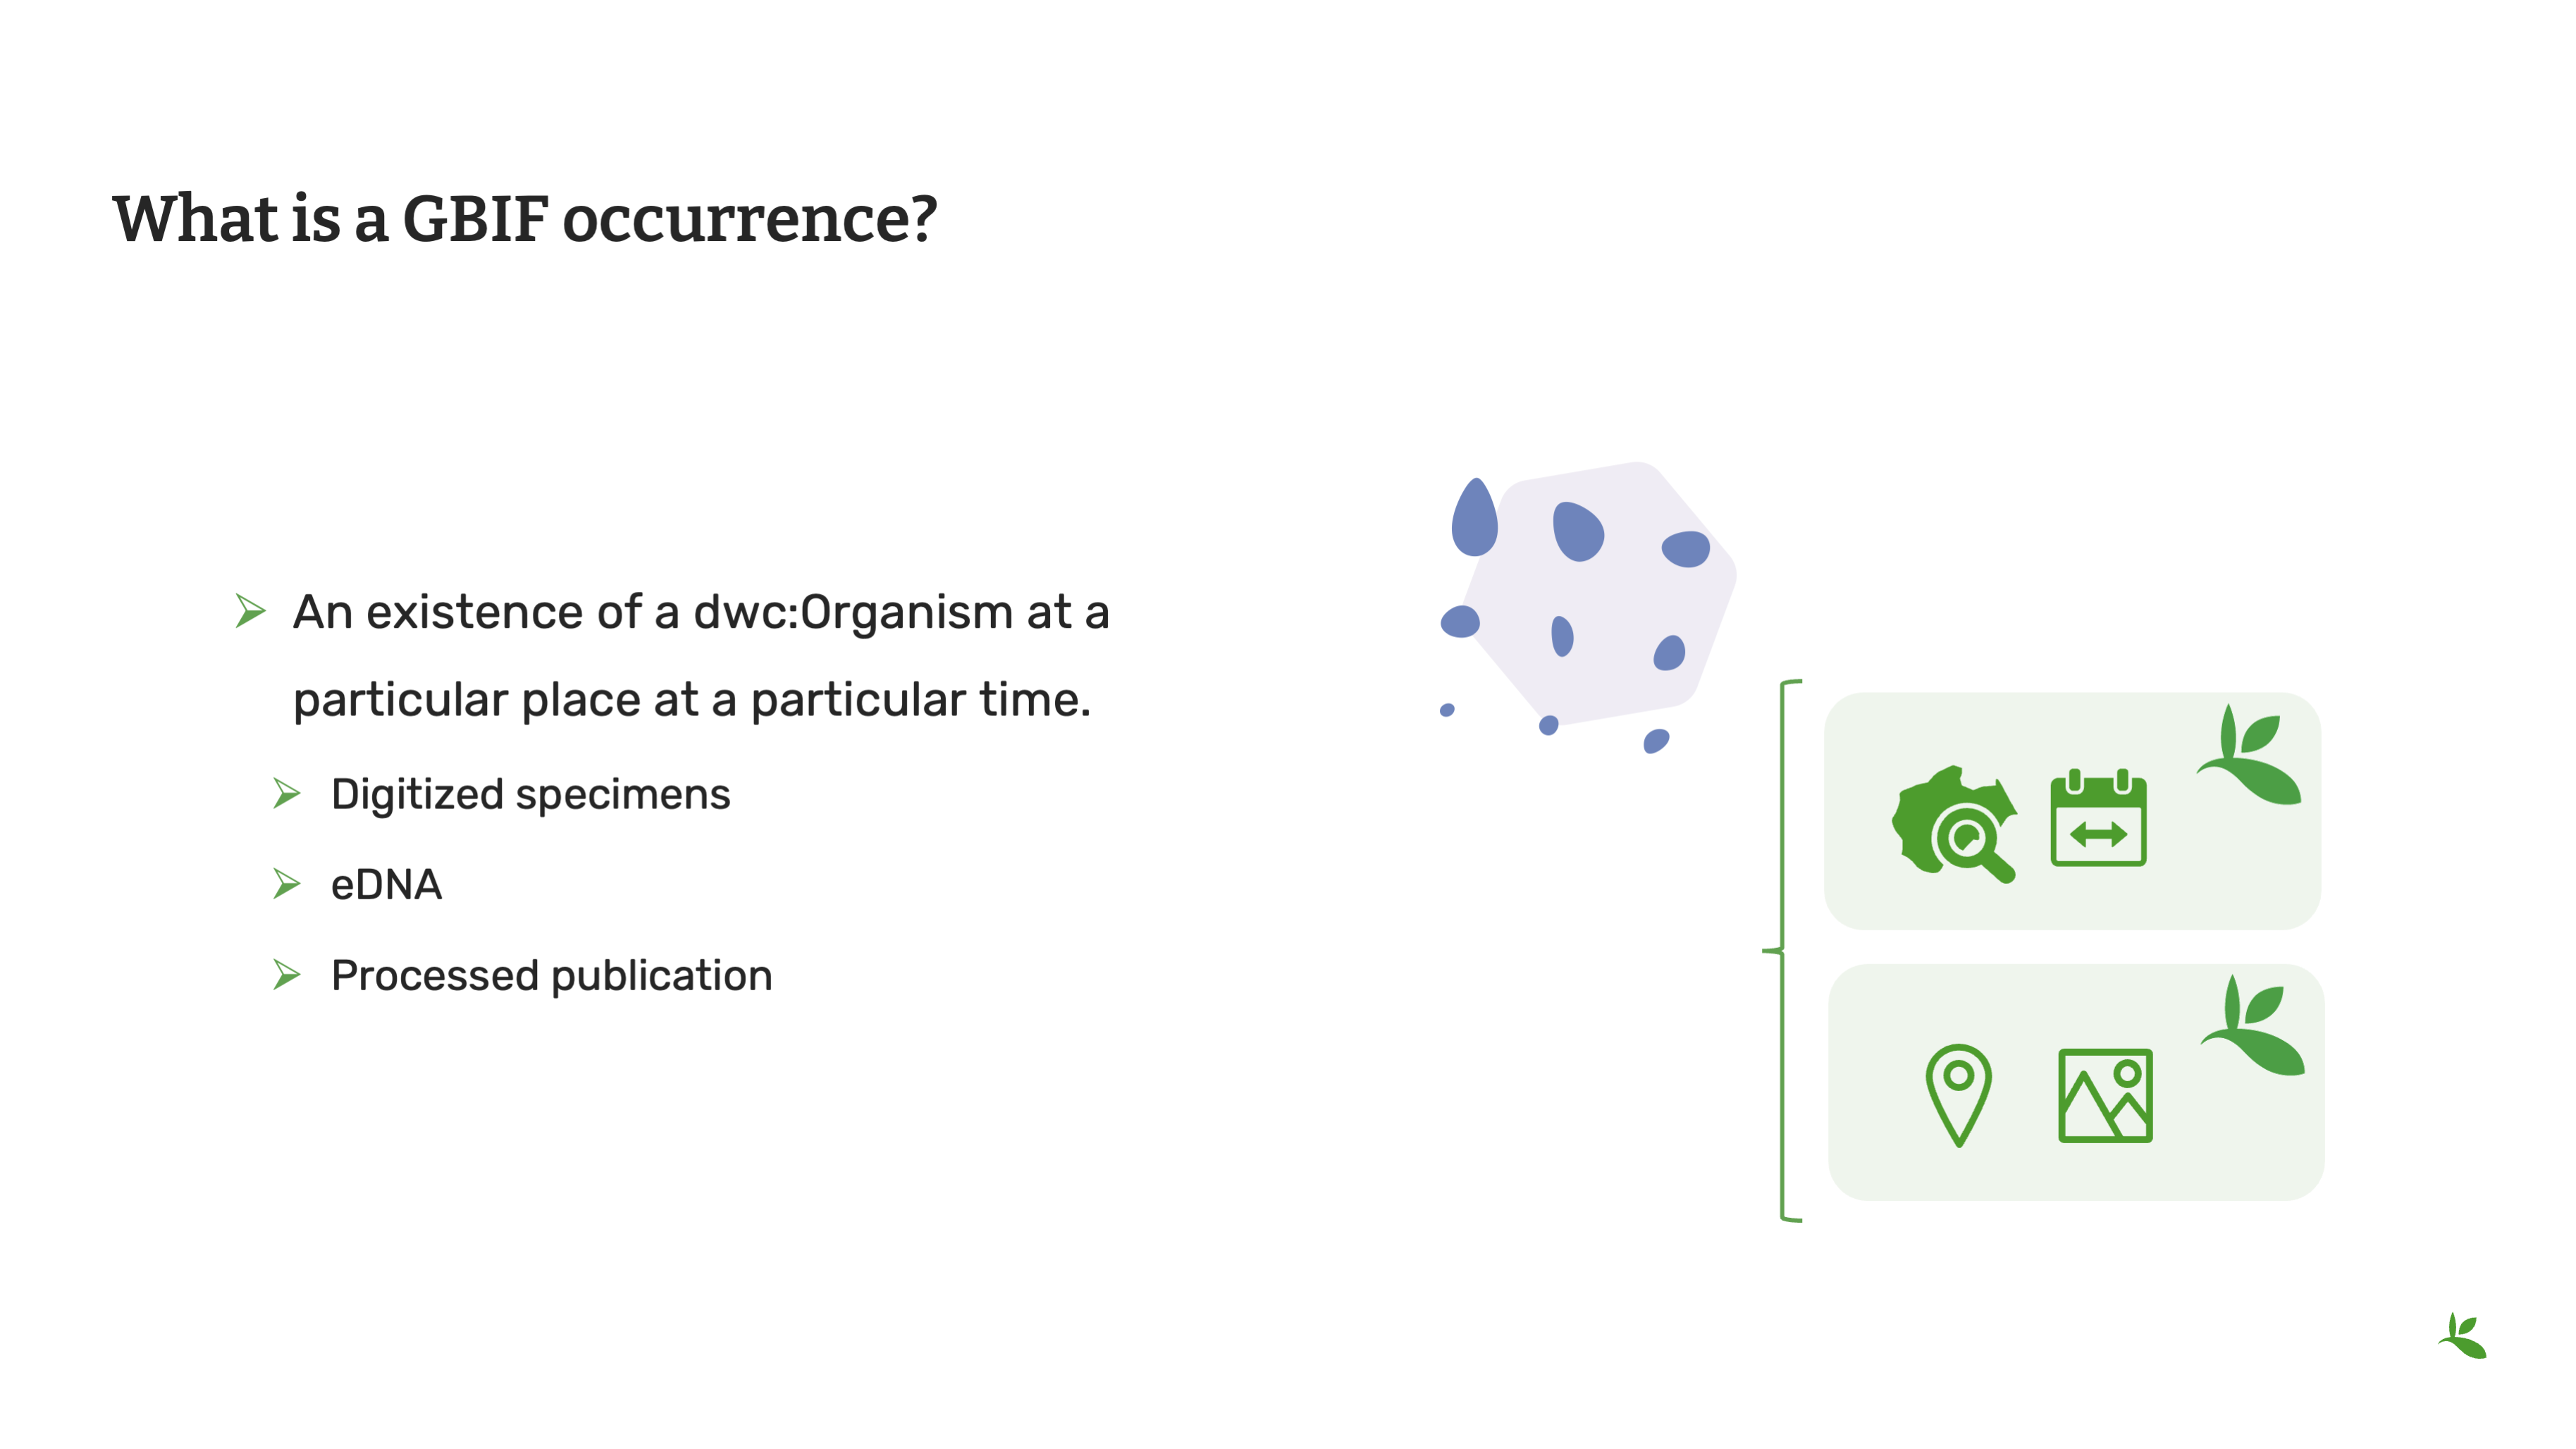 What is a GBIF occurrence?
An existence of a dwc:Organism at a
particular place at a particular time.
Digitized specimens
eDNA
Processed publication